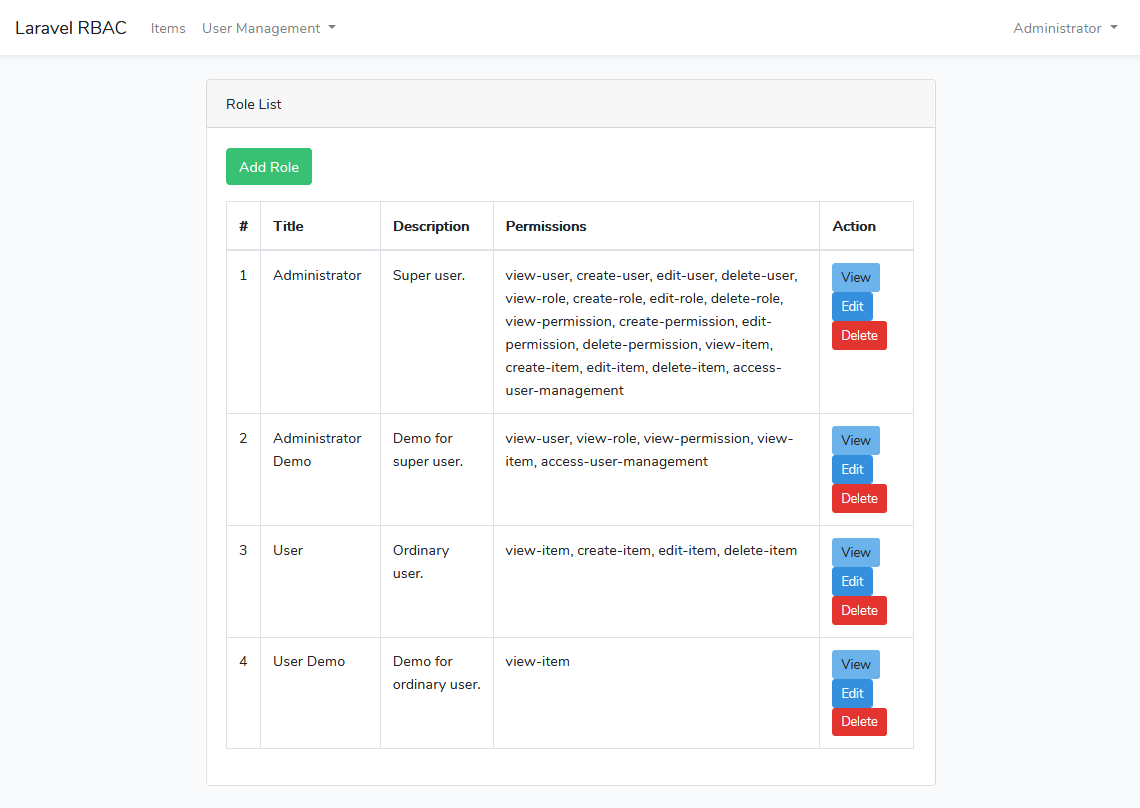 Laravel RBAC Items User Management Administrator
Role List
Add Role
# Title Description Permissions Action
1 Administrator Super user. view-user, create-user, edit-user, delete-user,
view-role, create-role, edit-role, delete-role,
view-permission, create-permission, edit-
permission, delete-permission, view-item,
create-item, edit-item, delete-item, access-
user-management
View
Edit
Delete
2 Administrator
Demo
Demo for
super user.
view-user, view-role, view-permission, view-
item, access-user-management
View
Edit
Delete
3 User Ordinary
user.
view-item, create-item, edit-item, delete-item
View
Edit
Delete
4 User Demo Demo for
ordinary user.
view-item
View
Edit
Delete